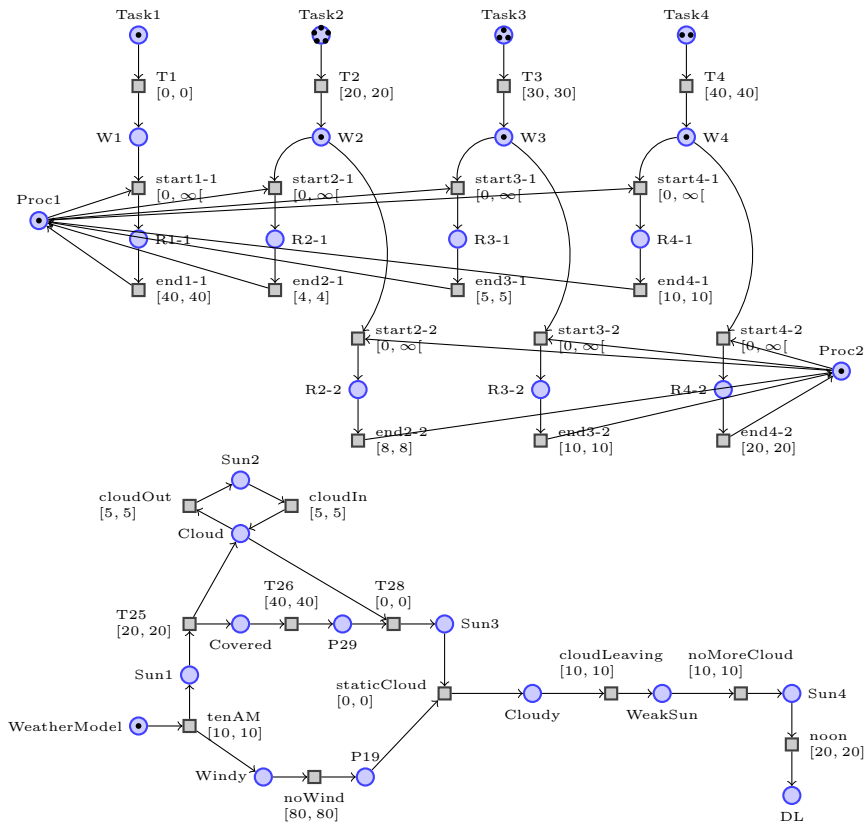 Task1 Task2 Task3 Task4
T1 T2 T3 T4
[0, 0] [20, 20] [30, 30] [40, 40]
W1 W2 W3 W4
start1-1 start2-1 start3-1 start4-1
[0, ∞[ [0, ∞[ [0, ∞[ [0, ∞[
Proc1
R1-1 R2-1 R3-1 R4-1
end1-1 end2-1 end3-1 end4-1
[40, 40] [4, 4] [5, 5] [10, 10]
start2-2 start3-2 start4-2
[0, ∞[ [0, ∞[ [0, ∞[
Proc2
R2-2 R3-2 R4-2
end2-2 end3-2 end4-2
[8, 8] [10, 10] [20, 20]
Sun2
cloudOut cloudIn
[5, 5] [5, 5]
Cloud
T26 T28
[40, 40] [0, 0]
T25
[20, 20]
Sun3
Covered P29
cloudLeaving noMoreCloud
[10, 10] [10, 10]
Sun1
staticCloud
[0, 0]
Sun4
Cloudy WeakSun
WeatherModel tenAM
[10, 10]
noon
[20, 20]
P19
Windy
noWind
[80, 80]
DL